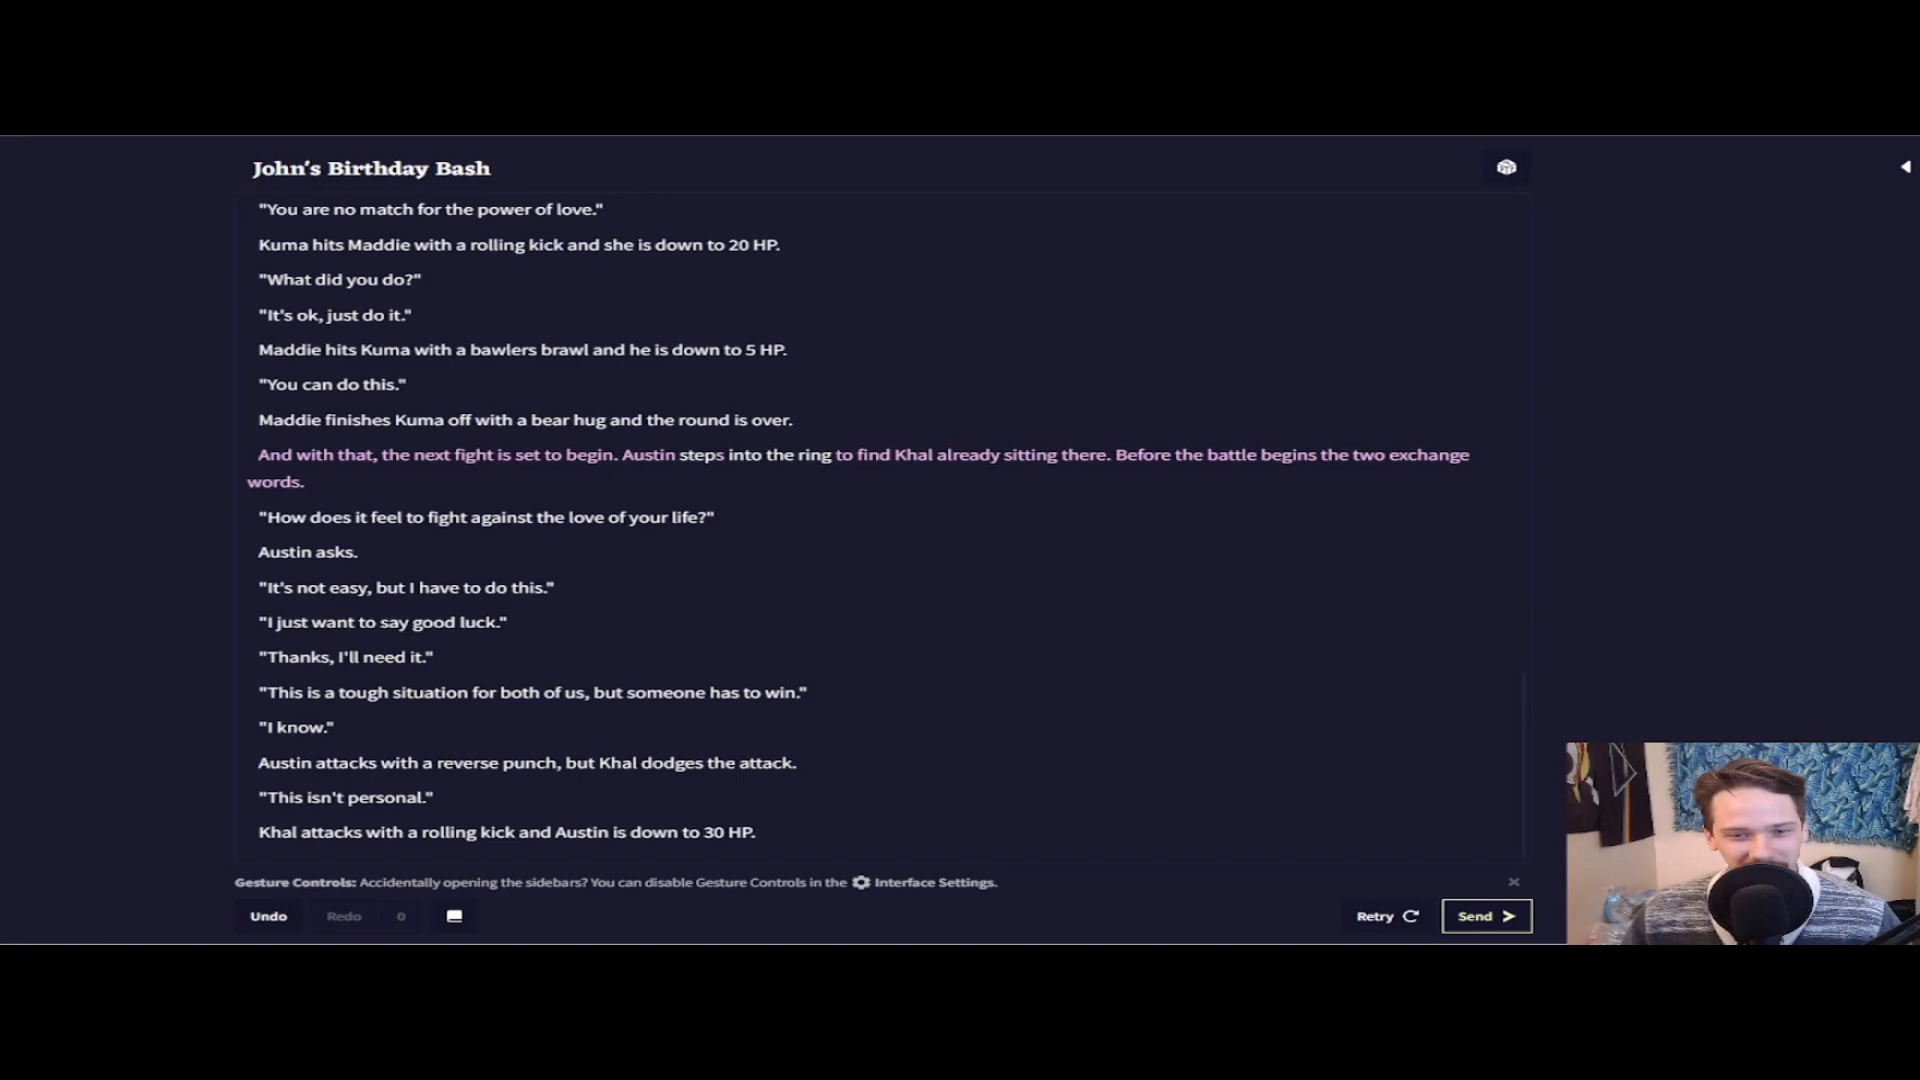 John's Birthday Bash
"You are no match for the power of love."
Kuma hits Maddie with a rolling kick and she is down to 20 HP.
"What did you do?"
"It's ok, just do it."
Maddie hits Kuma with a bawlers brawl and he is down to 5 HP.
"You can do this."
Maddie finishes Kuma off with a bear hug and the round is over.
And with that, the next fight is set to begin. Austin steps into the ring to find Khal already sitting there. Before the battle begins the two exchange
words.
"How does it feel to fight against the love of your life?"
Austin asks.
"It's not easy, but I have to do this."
"I just want to say good luck."
"Thanks, I'll need it."
"This is a tough situation for both of us, but someone has to win."
"I know."
Austin attacks with a reverse punch, but Khal dodges the attack.
"This isn't personal."
Khal attacks with a rolling kick and Austin is down to 30 HP.
Gesture Controls: Accidentally opening the sidebars? You can disable Gesture Controls in the Interface Settings.
Undo Redo 0 Retry Send